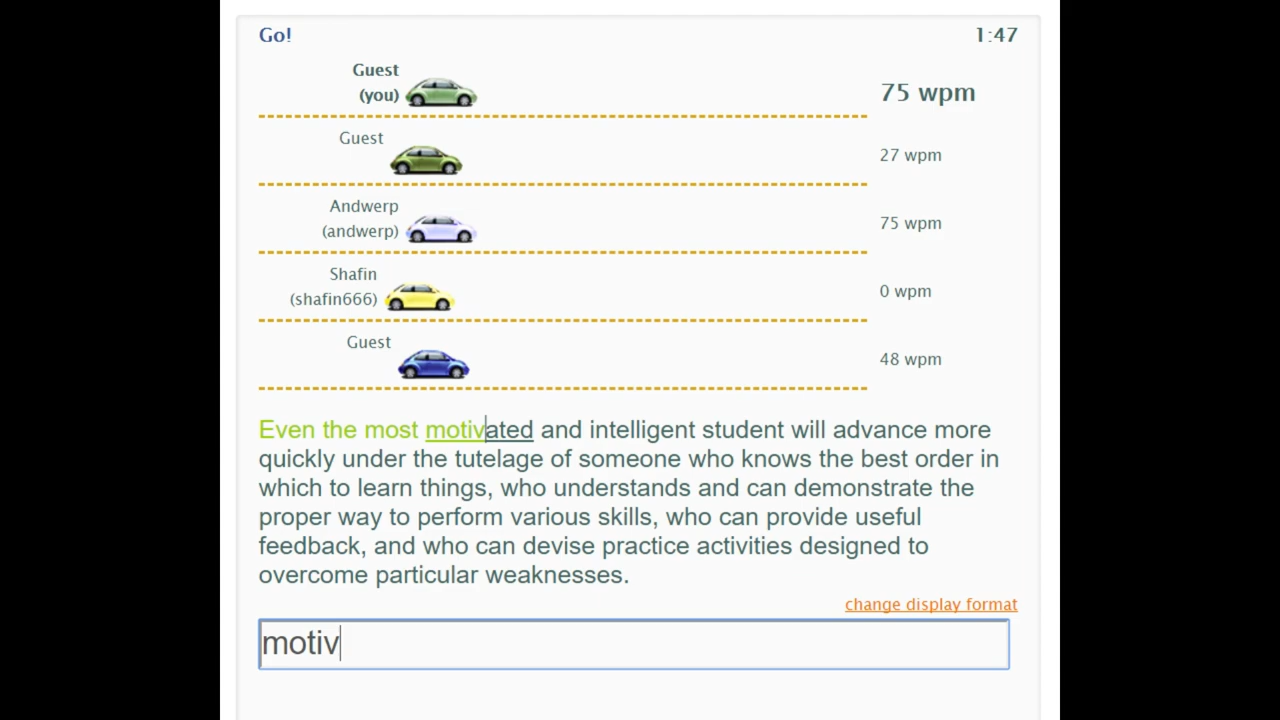 Go!
1:47
Guest
(you)
75 wpm
Guest
27 wpm
Andwerp
(andwerp)
75 wpm
Shafin
(shafin666)
0 wpm
Guest
48 wpm
Even the most motivated and intelligent student will advance more
quickly under the tutelage of someone who knows the best order in
which to learn things, who understands and can demonstrate the
proper way to perform various skills, who can provide useful
feedback, and who can devise practice activities designed to
overcome particular weaknesses.
change display format
motiv